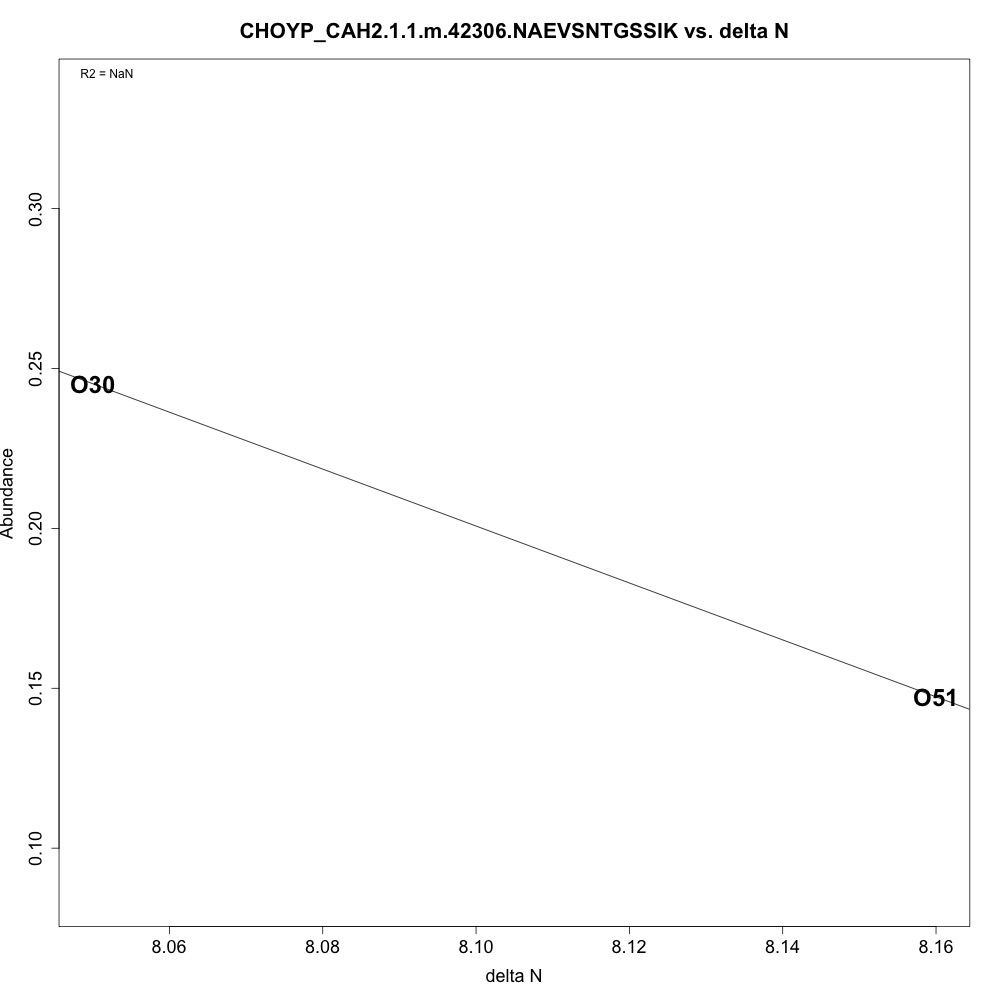 CHOYP_CAH2.1.1.m.42306.NAEVSNTGSSIK vs. delta N
R2 = NaN
0.30
0.25
O30
Abundance
0.20
0.15
O51
0.10
8.06 8.08 8.10 8.12 8.14 8.16
delta N